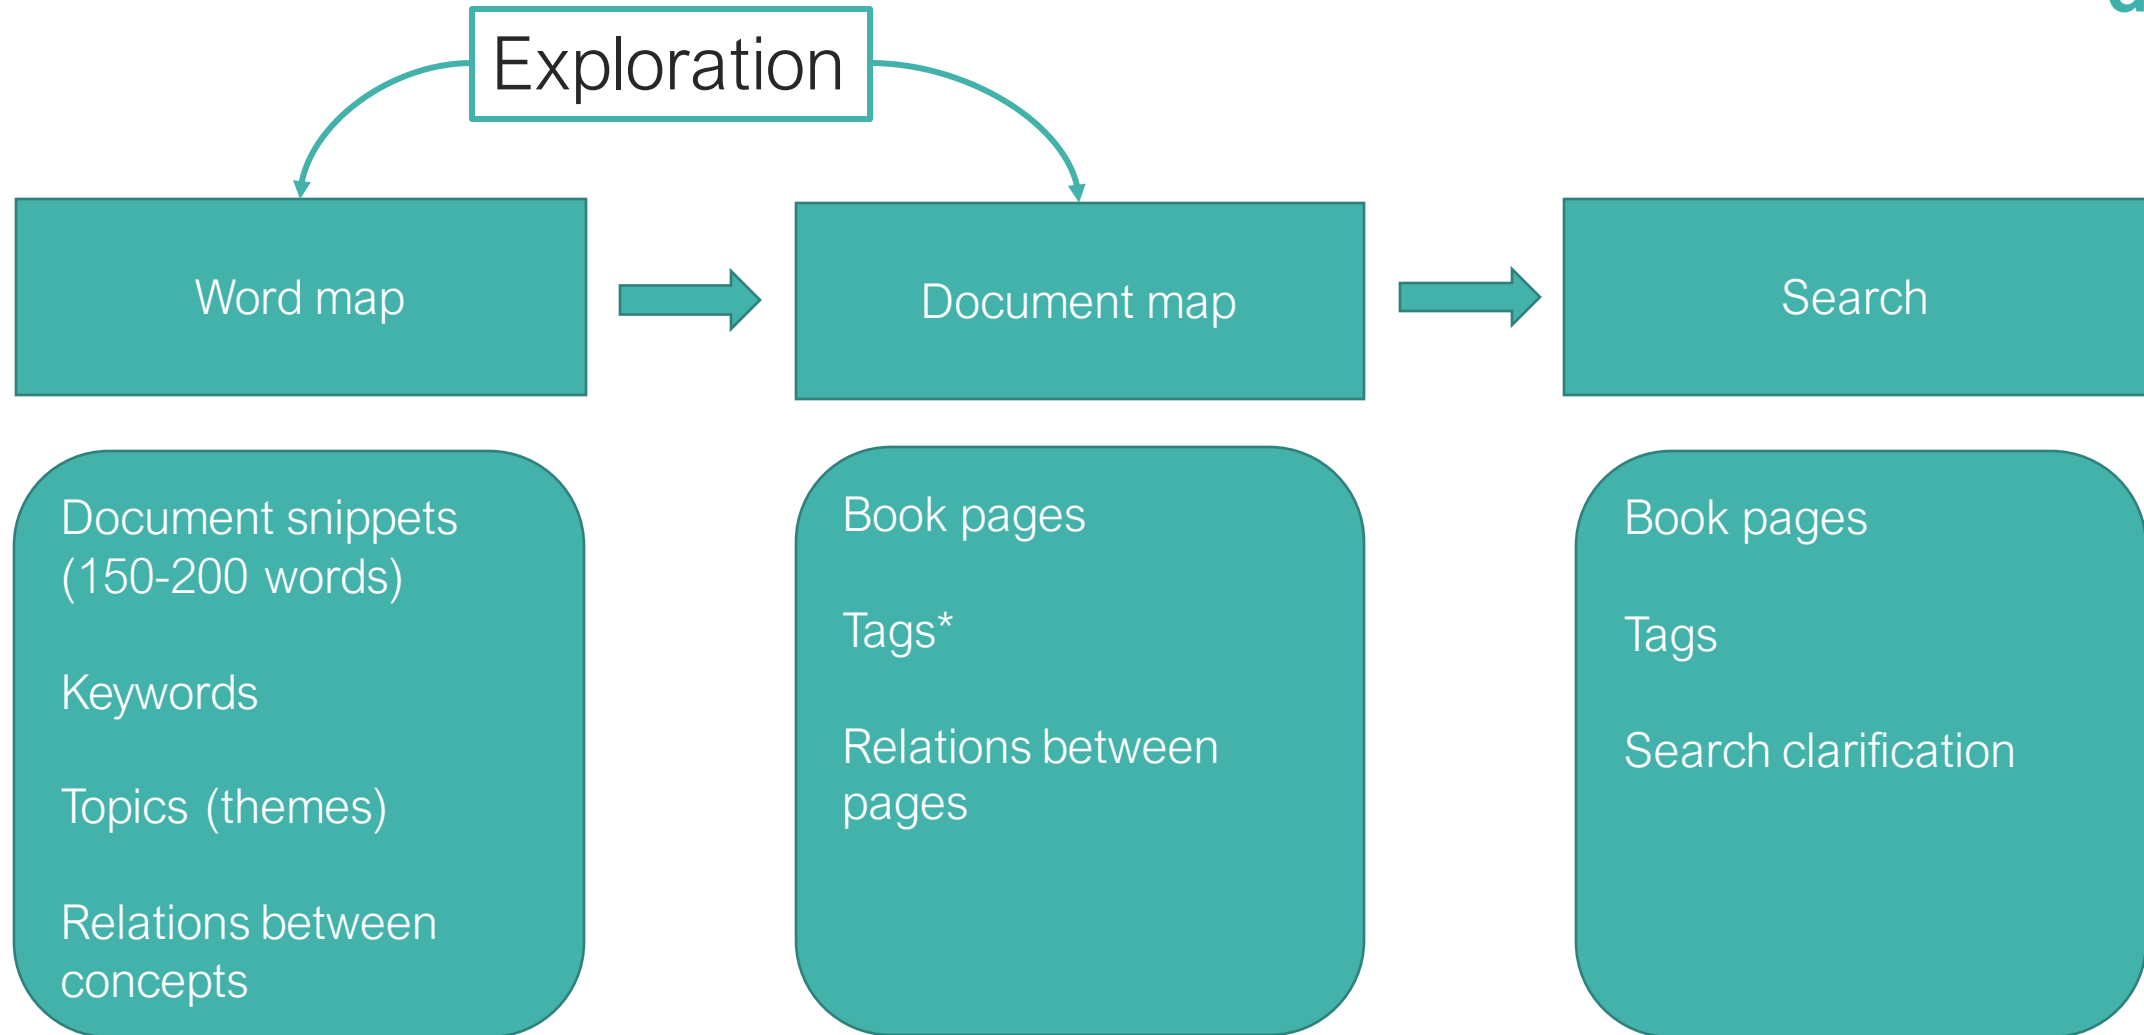 Exploration
Word map
Document map
Search
Document snippets
(150-200 words)
Keywords
Topics (themes)
Relations between
concepts
Book pages
Tags*
Relations between
pages
Book pages
Tags
Search clarification